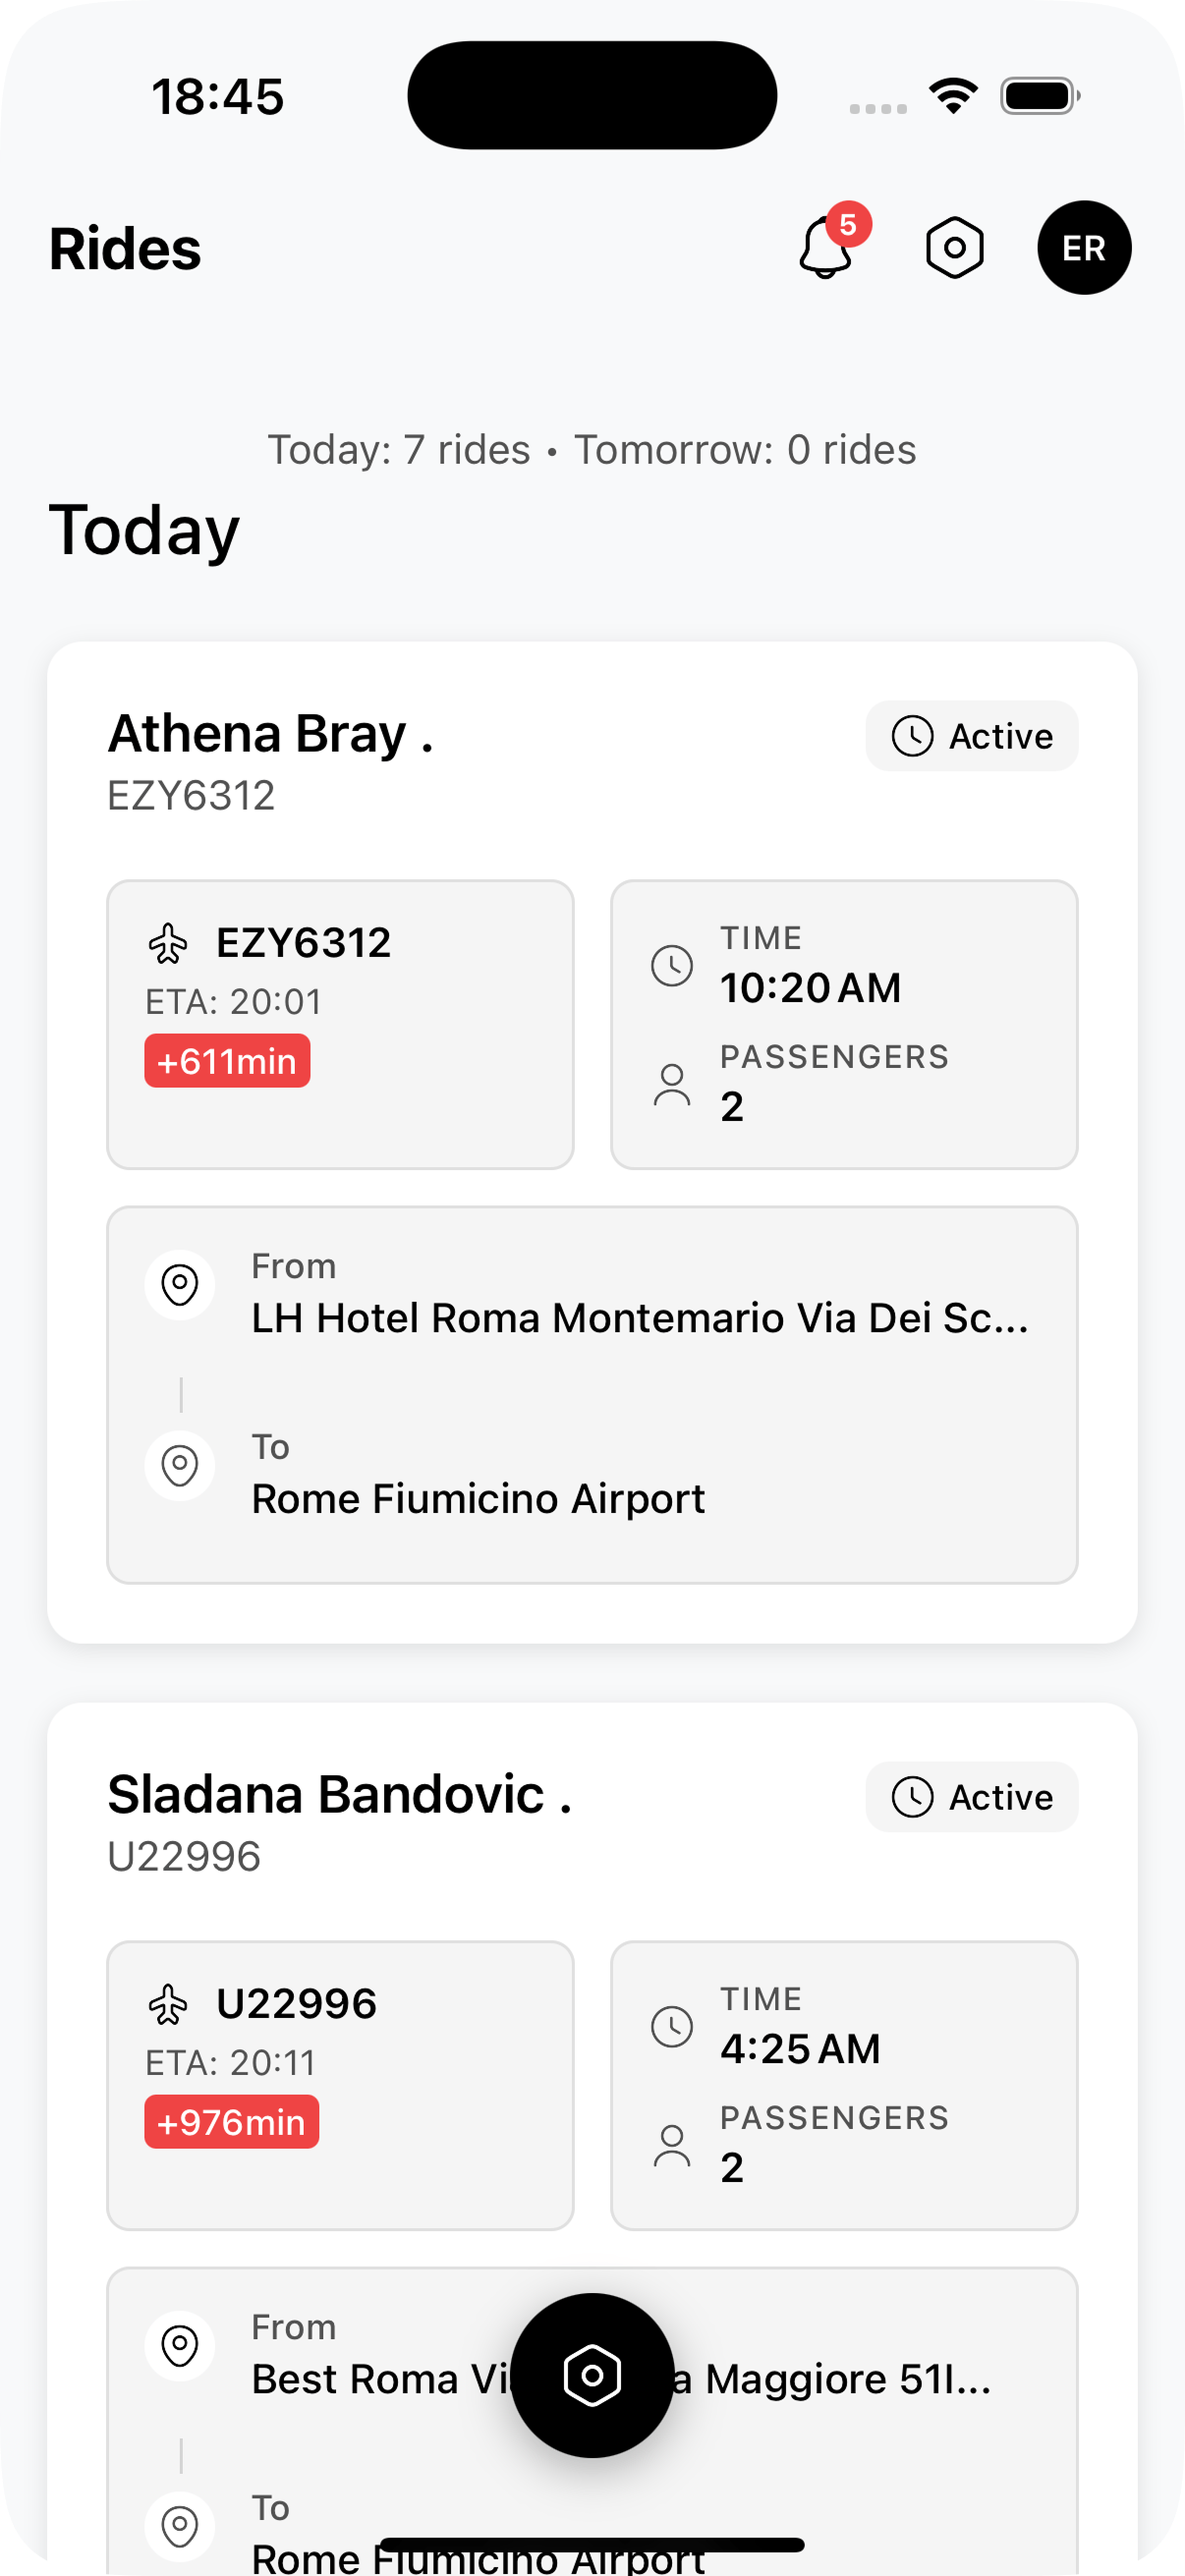 18:45
Rides
5
ER
Today: 7 rides • Tomorrow: 0 rides
Today
Athena Bray .
Active
EZY6312
EZY6312
ETA: 20:01
+611min
TIME
10:20 AM
PASSENGERS
2
From
LH Hotel Roma Montemario Via Dei Sc...
To
Rome Fiumicino Airport
Sladana Bandovic .
Active
U22996
U22996
ETA: 20:11
+976min
TIME
4:25 AM
PASSENGERS
2
From
Best Roma Maggiore 51I...
To
Rome Fiumicino Airport